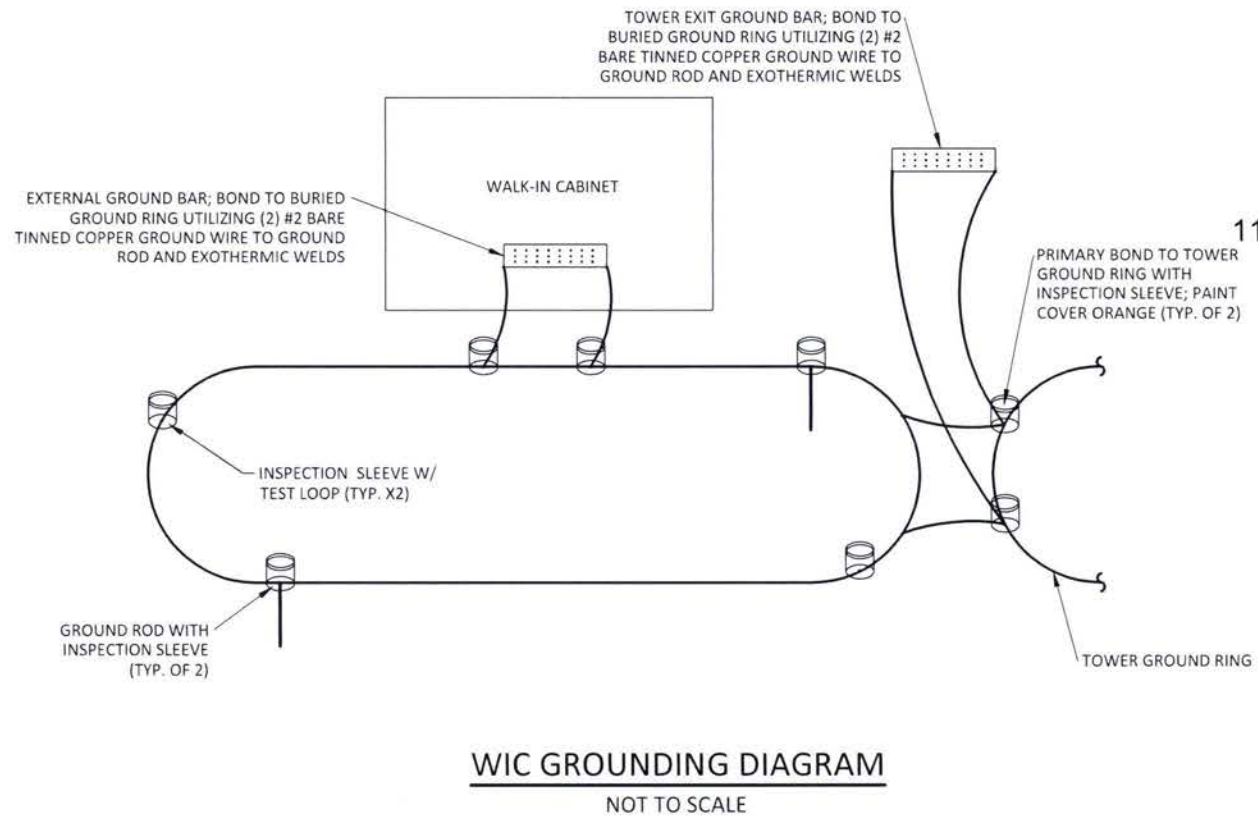 TOWER EXIT GROUND BAR; BOND TO
BURIED GROUND RING UTILIZING (2) #2
BARE TINNED COPPER GROUND WIRE TO
GROUND ROD AND EXOTHERMIC WELDS
WALK-IN CABINET
EXTERNAL GROUND BAR; BOND TO BURIED
GROUND RING UTILIZING (2) #2 BARE
TINNED COPPER GROUND WIRE TO GROUND
ROD AND EXOTHERMIC WELDS
11
PRIMARY BOND TO TOWER
GROUND RING WITH
INSPECTION SLEEVE; PAINT
COVER ORANGE (TYP. OF 2)
INSPECTION SLEEVE W/
TEST LOOP (TYP. X2)
GROUND ROD WITH
INSPECTION SLEEVE
(TYP. OF 2)
TOWER GROUND RING
WIC GROUNDING DIAGRAM
NOT TO SCALE